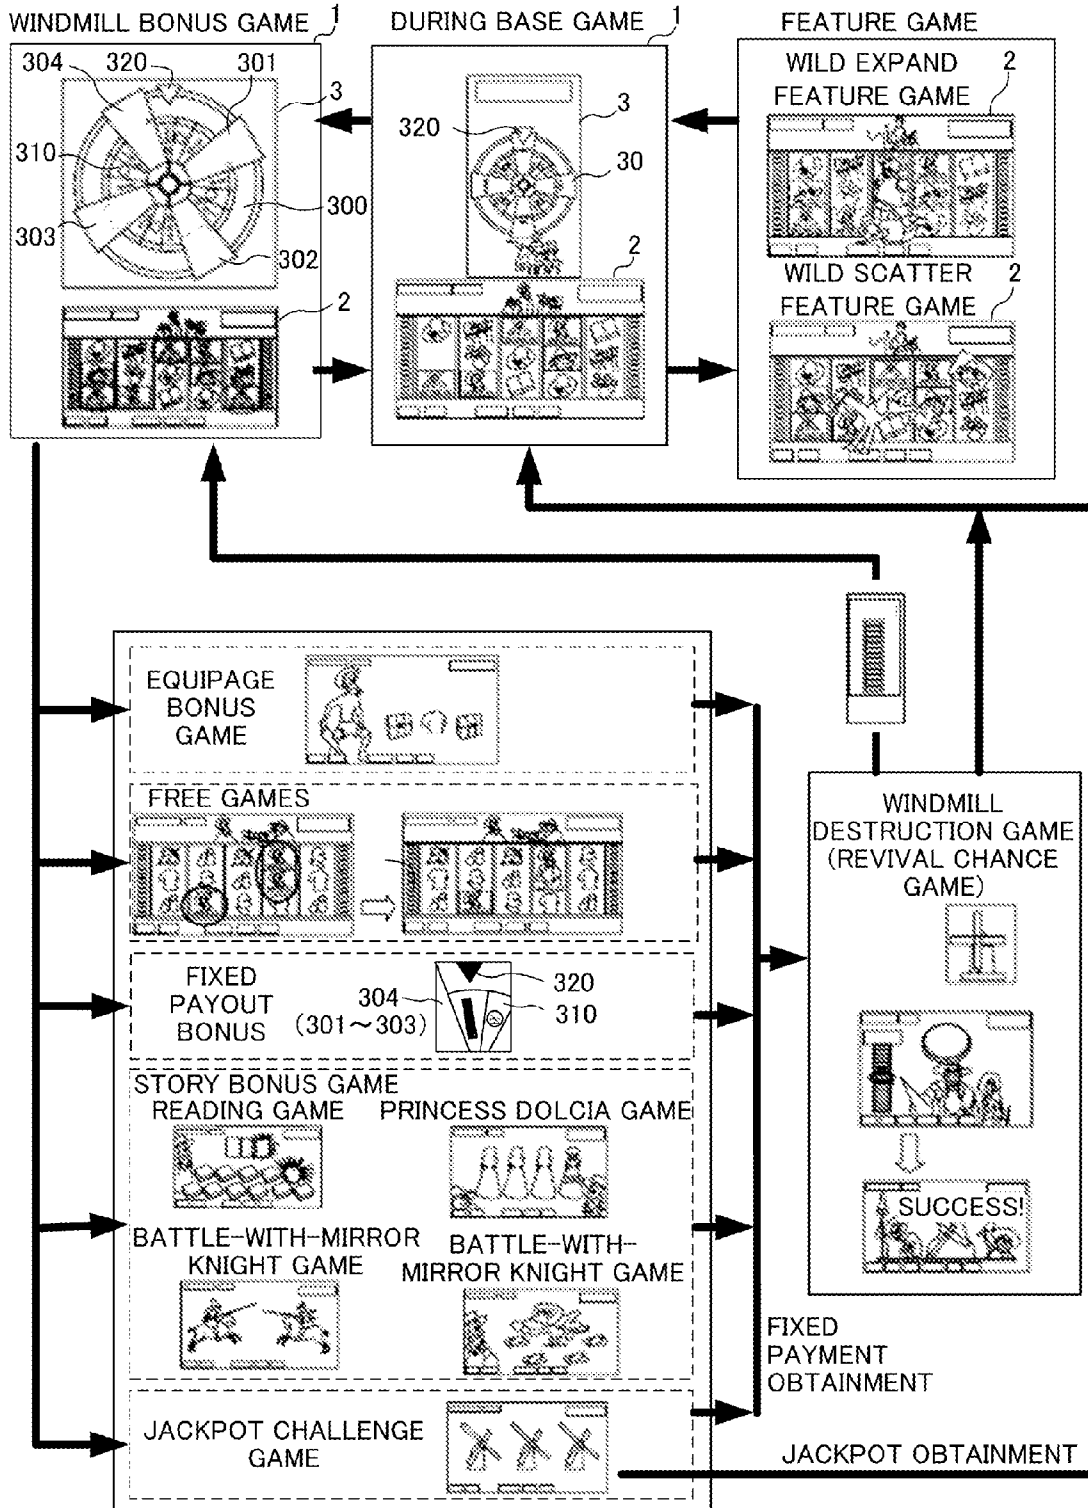 WINDMILL BONUS GAME
1
304
320
301
3
310
300
303
302
2
DURING BASE GAME
1
3
320
30
2
FEATURE GAME
WILD EXPAND
FEATURE GAME
2
WILD SCATTER
FEATURE GAME
2
EQUIPAGE
BONUS
GAME
FREE GAMES
FIXED
PAYOUT
BONUS
304
(301～303)
320
310
STORY BONUS GAME
READING GAME
PRINCESS DOLCIA GAME
BATTLE-WITH-MIRROR
KNIGHT GAME
BATTLE-WITH-
MIRROR KNIGHT GAME
JACKPOT CHALLENGE
GAME
WINDMILL
DESTRUCTION GAME
(REVIVAL CHANCE
GAME)
SUCCESS!
FIXED
PAYMENT
OBTAINMENT
JACKPOT OBTAINMENT